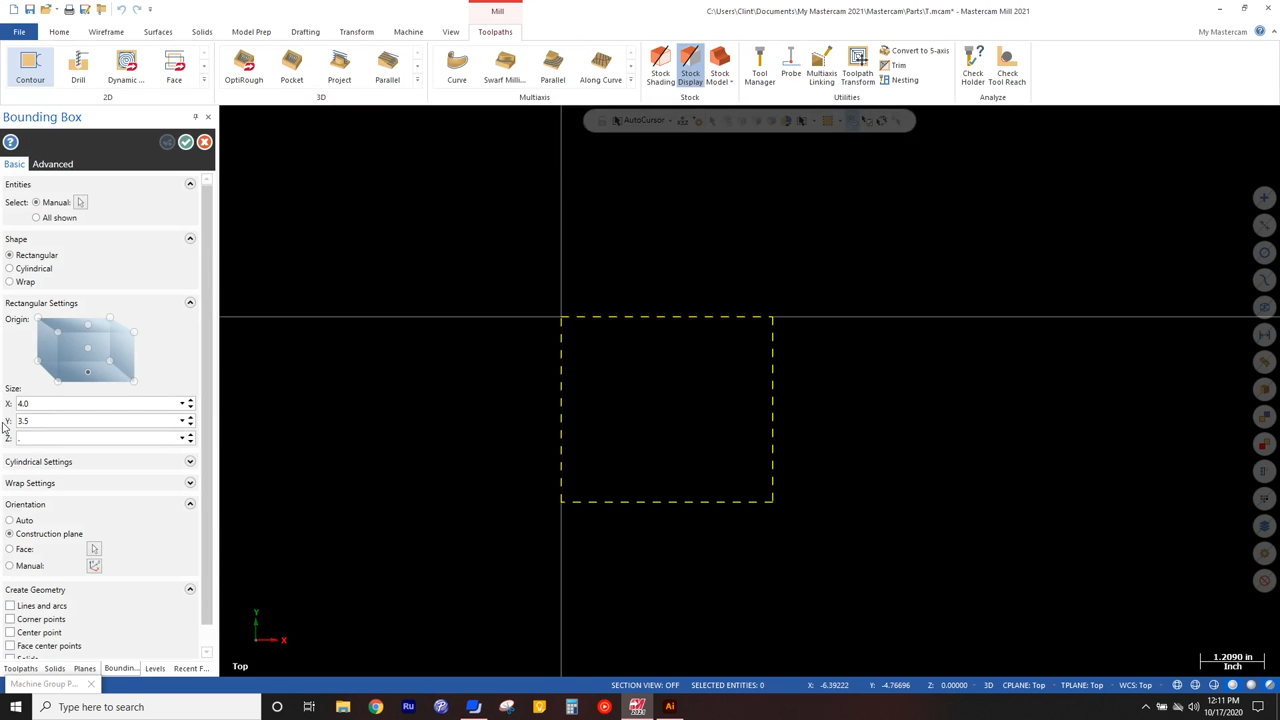 Mill
C:\Users\Clint\Documents\My Mastercam 2021\Mastercam\Parts\T.mcam* - Mastercam Mill 2021
File
Home
Wireframe
Surfaces
Solids
Model Prep
Drafting
Transform
Machine
View
Toolpaths
My Mastercam
Contour
Drill
Dynamic ...
Face
OptiRough
Pocket
Project
Parallel
Curve
Swarf Milli...
Parallel
Along Curve
Stock Shading
Stock Display
Stock Model
Tool Manager
Probe
Multiaxis Linking
Toolpath Transform
Convert to 5-axis
Trim
Nesting
Check Holder
Check Tool Reach
2D
3D
Multiaxis
Stock
Utilities
Analyze
Bounding Box
AutoCursor
Basic
Advanced
Entities
Select:
Manual:
All shown
Shape
Rectangular
Cylindrical
Wrap
Rectangular Settings
Origin:
Size:
X: 4.0
Y: 3.5
Z: .
Cylindrical Settings
Wrap Settings
Orientation
Auto
Construction plane
Face:
Manual:
Create Geometry
Lines and arcs
Corner points
Center point
Face center points
Y
X
Top
1.2090 in
Inch
Toolpaths
Solids
Planes
Boundin...
Levels
Recent F...
Machine Group P...
SECTION VIEW: OFF
SELECTED ENTITIES: 0
X: -6.39222
Y: -4.76696
Z: 0.00000
3D
CPLANE: Top
TPLANE: Top
WCS: Top
Type here to search
Ru
Ai
12:11 PM
10/17/2020